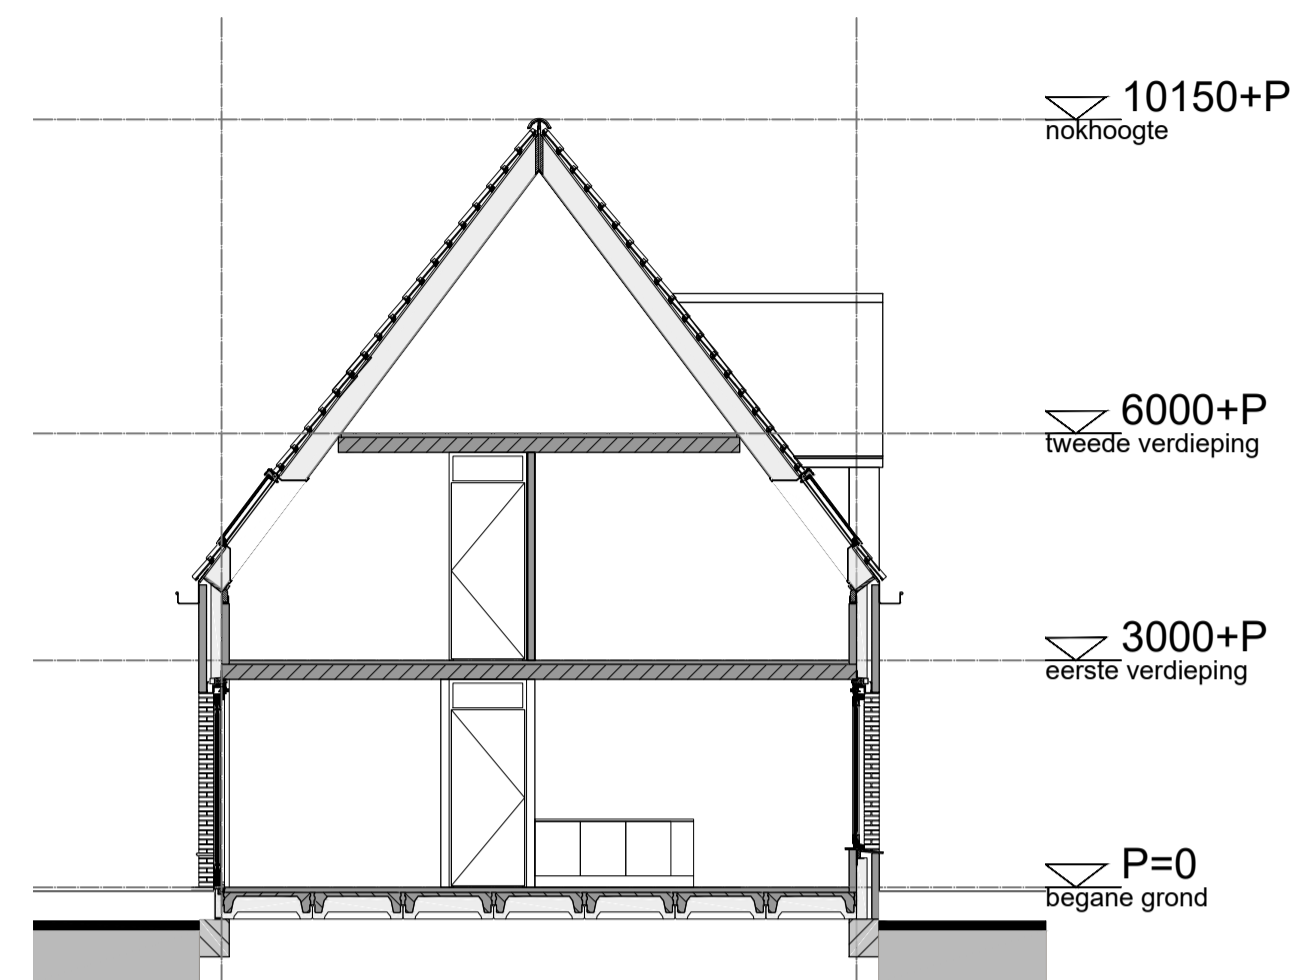 10150+P
nokhoogte
6000+P
tweede verdieping
3000+P
eerste verdieping
P=0
begane grond